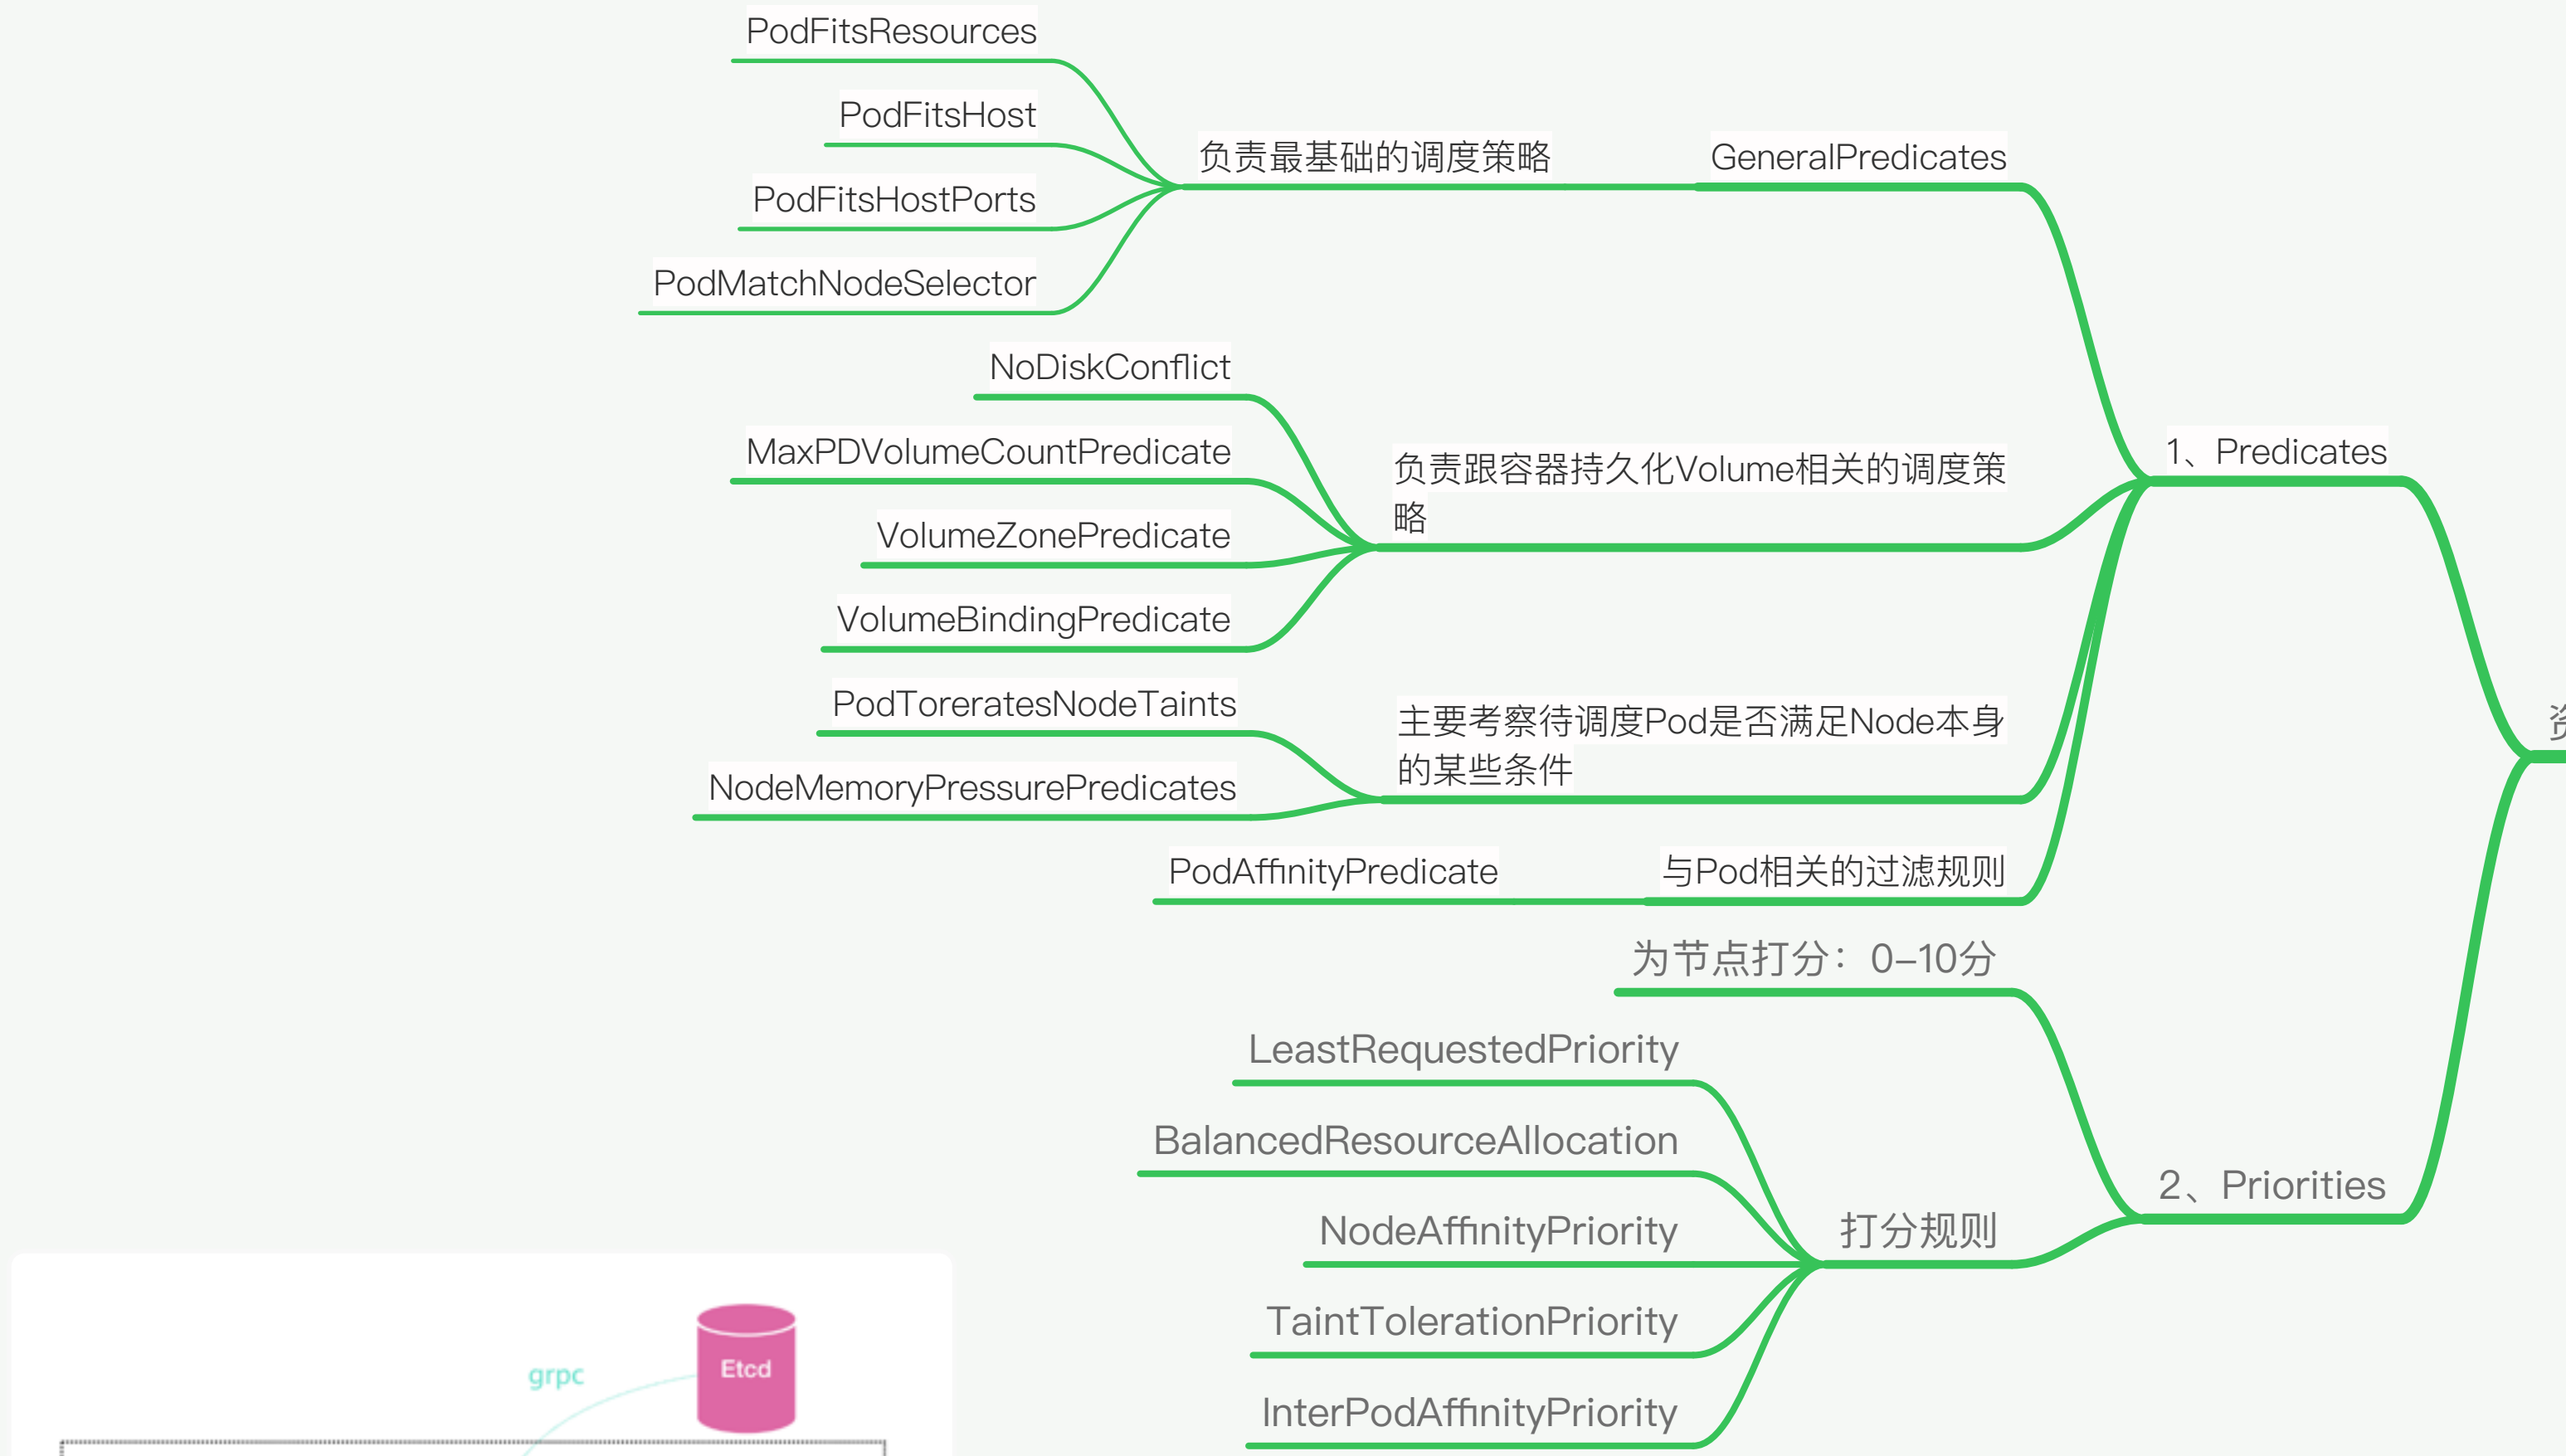 PodFitsResources
PodFitsHost
负责最基础的调度策略
GeneralPredicates
PodFitsHostPorts
PodMatchNodeSelector
NoDiskConflict
MaxPDVolumeCountPredicate
负责跟容器持久化Volume相关的调度策
略
1、Predicates
VolumeZonePredicate
VolumeBindingPredicate
PodToreratesNodeTaints
主要考察待调度Pod是否满足Node本身
的某些条件
NodeMemoryPressurePredicates
PodAffinityPredicate
与Pod相关的过滤规则
为节点打分：0-10分
LeastRequestedPriority
BalancedResourceAllocation
2、Priorities
NodeAffinityPriority
打分规则
TaintTolerationPriority
InterPodAffinityPriority
grpc
Etcd